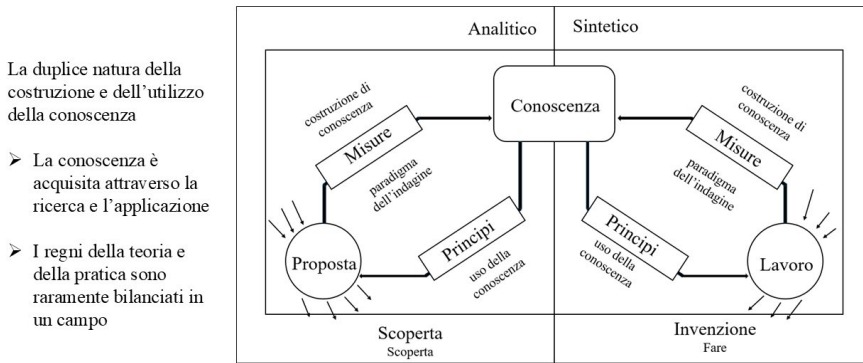 La duplice natura della
costruzione e dell'utilizzo
della conoscenza
➢ La conoscenza è
acquisita attraverso la
ricerca e l'applicazione
➢ I regni della teoria e
della pratica sono
raramente bilanciati in
un campo
Analitico
Sintetico
Conoscenza
costruzione di
conoscenza
Misure
paradigma
dell'indagine
Principi
uso della
conoscenza
Proposta
costruzione di
conoscenza
Misure
paradigma
dell'indagine
Principi
uso della
conoscenza
Lavoro
Scoperta
Scoperta
Invenzione
Fare